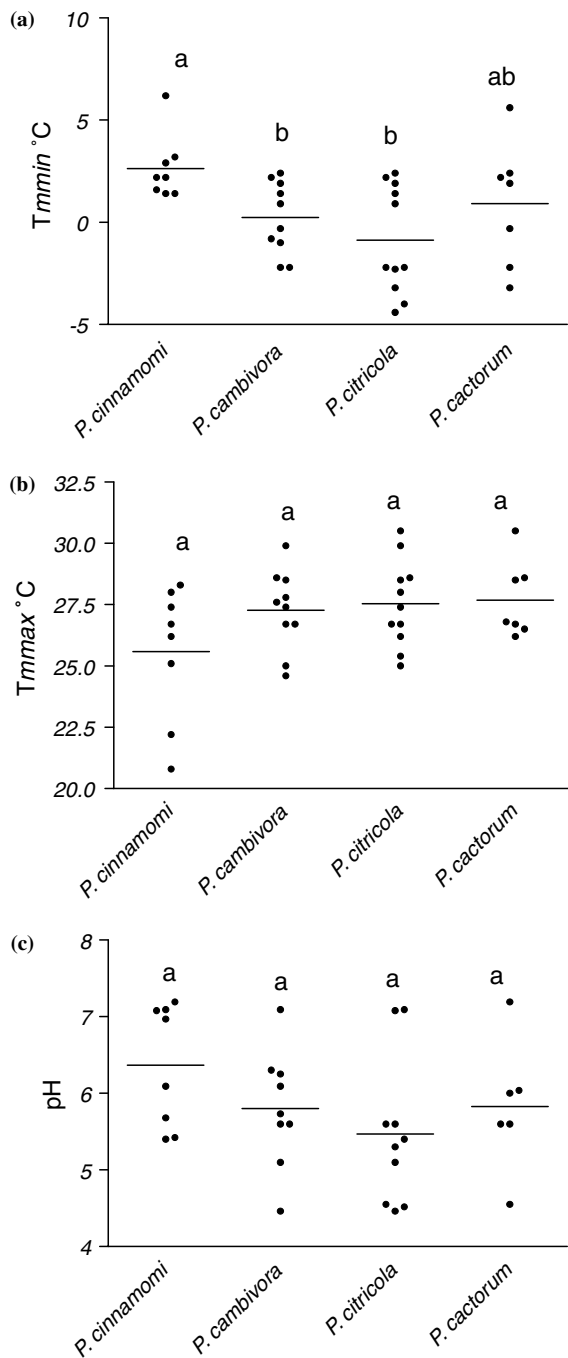 (a)
10
5
0
-5
Tmmin °C
a
b
b
ab
P. cinnamomi
P. cambivora
P. citricola
P. cactorum
(b)
32.5
30.0
27.5
25.0
22.5
20.0
Tmmax °C
a
a
a
a
P. cinnamomi
P. cambivora
P. citricola
P. cactorum
(c)
8
7
6
5
4
pH
a
a
a
a
P. cinnamomi
P. cambivora
P. citricola
P. cactorum